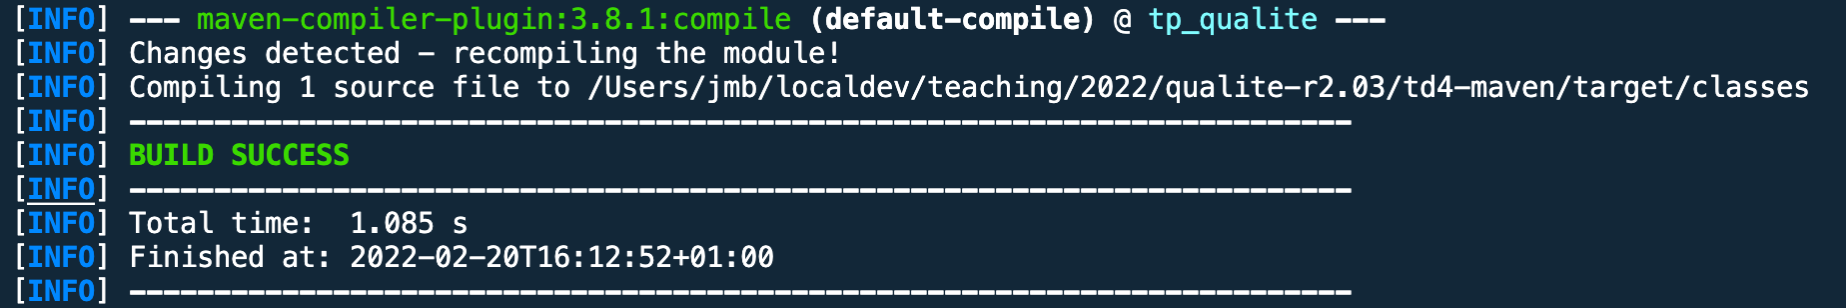 [INFO] --- maven-compiler-plugin:3.8.1:compile (default-compile) @ tp_qualite ---
[INFO] Changes detected - recompiling the module!
[INFO] Compiling 1 source file to /Users/jmb/localdev/teaching/2022/qualite-r2.03/td4-maven/target/classes
[INFO] ------------------------------------------------------------------------
[INFO] BUILD SUCCESS
[INFO] ------------------------------------------------------------------------
[INFO] Total time:  1.085 s
[INFO] Finished at: 2022-02-20T16:12:52+01:00
[INFO] ------------------------------------------------------------------------